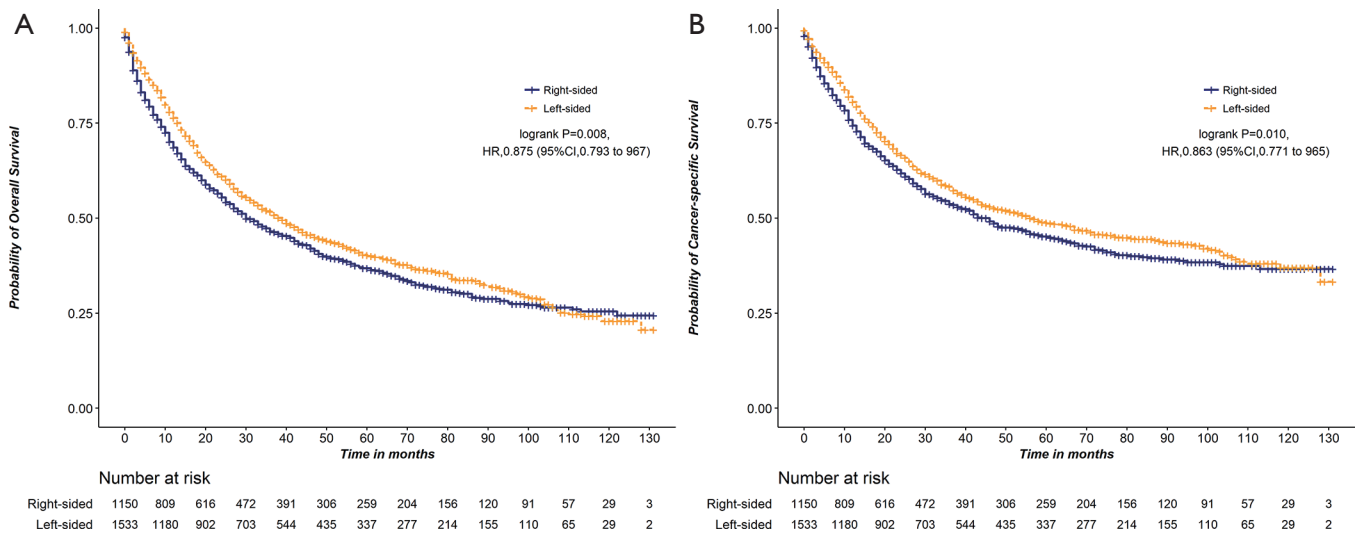 A
Probability of Overall Survival
1.00
0.75
0.50
0.25
0.00
Right-sided
Left-sided
logrank P=0.008,
HR,0.875 (95%CI,0.793 to 967)
0 10 20 30 40 50 60 70 80 90 100 110 120 130
Time in months
Number at risk
Right-sided 1150 809 616 472 391 306 259 204 156 120 91 57 29 3
Left-sided 1533 1180 902 703 544 435 337 277 214 155 110 65 29 2
B
Probability of Cancer-specific Survival
1.00
0.75
0.50
0.25
0.00
Right-sided
Left-sided
logrank P=0.010,
HR,0.863 (95%CI,0.771 to 965)
0 10 20 30 40 50 60 70 80 90 100 110 120 130
Time in months
Number at risk
Right-sided 1150 809 616 472 391 306 259 204 156 120 91 57 29 3
Left-sided 1533 1180 902 703 544 435 337 277 214 155 110 65 29 2